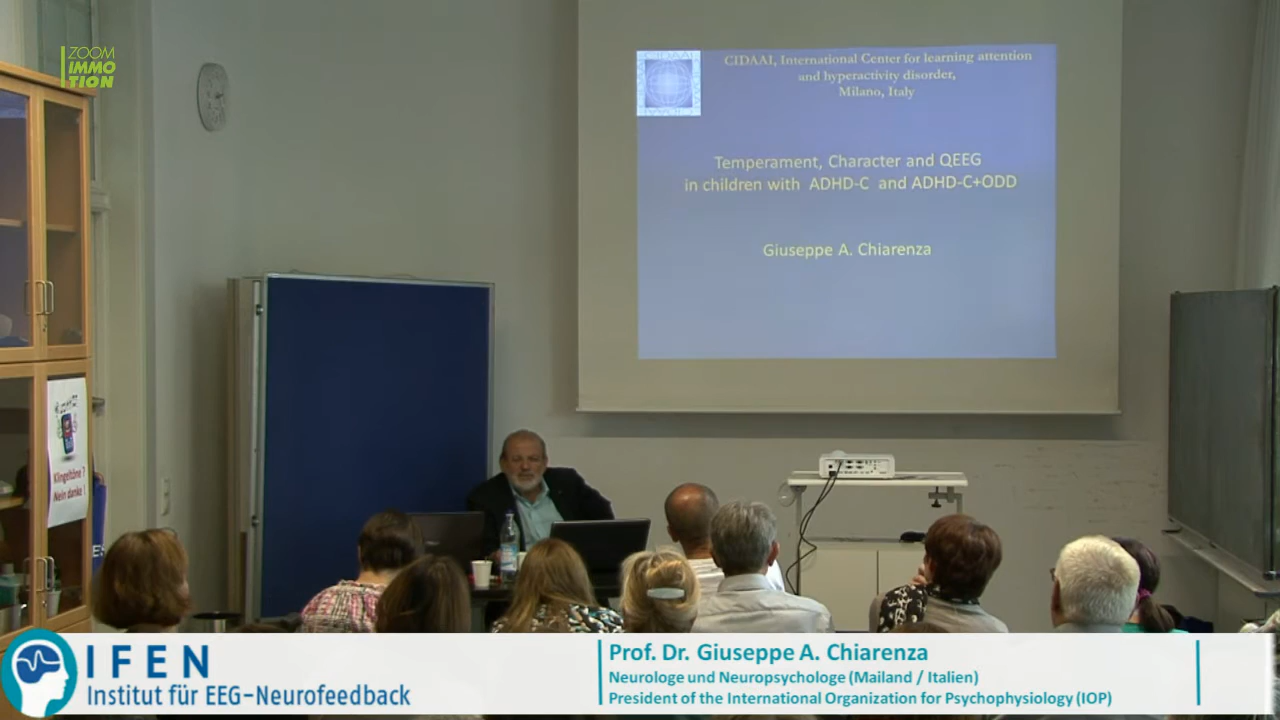 ZOOM
IMMO
TION
CIDAAI
CIDAAI, International Center for learning attention
and hyperactivity disorder,
Milano, Italy
Temperament, Character and QEEG
in children with ADHD-C and ADHD-C+ODD
Giuseppe A. Chiarenza
Klingeltöne?
Nein danke!
IFEN
Institut für EEG-Neurofeedback
Prof. Dr. Giuseppe A. Chiarenza
Neurologe und Neuropsychologe (Mailand / Italien)
President of the International Organization for Psychophysiology (IOP)